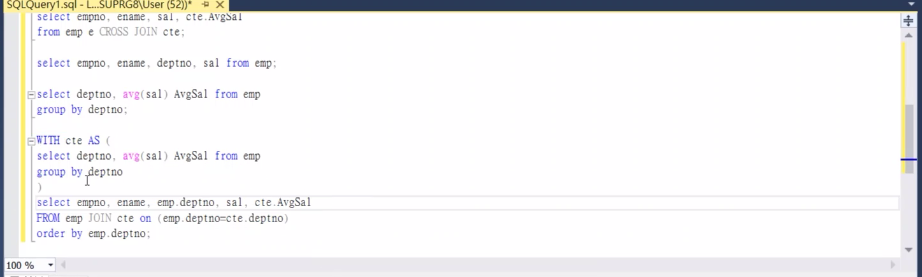 SQLQuery1.sql - L...SUPRG8\User (52))*
select empno, ename, sal, cte.AvgSal
from emp e CROSS JOIN cte;
select empno, ename, deptno, sal from emp;
select deptno, avg(sal) AvgSal from emp
group by deptno;
WITH cte AS (
select deptno, avg(sal) AvgSal from emp
group by deptno
)
select empno, ename, emp.deptno, sal, cte.AvgSal
FROM emp JOIN cte on (emp.deptno=cte.deptno)
order by emp.deptno;
100 %